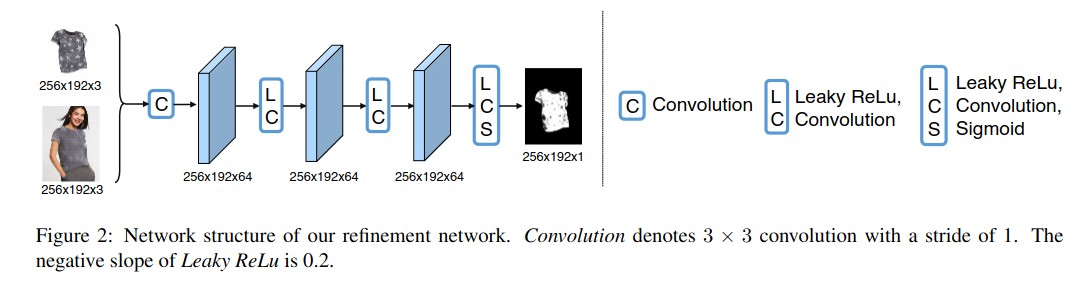 256x192x3
256x192x3
C
256x192x64
L
C
256x192x64
L
C
256x192x64
L
C
S
256x192x1
C Convolution
L Leaky ReLu,
C Convolution
L Leaky ReLu,
C Convolution,
S Sigmoid
Figure 2: Network structure of our refinement network. Convolution denotes 3 × 3 convolution with a stride of 1. The
negative slope of Leaky ReLu is 0.2.